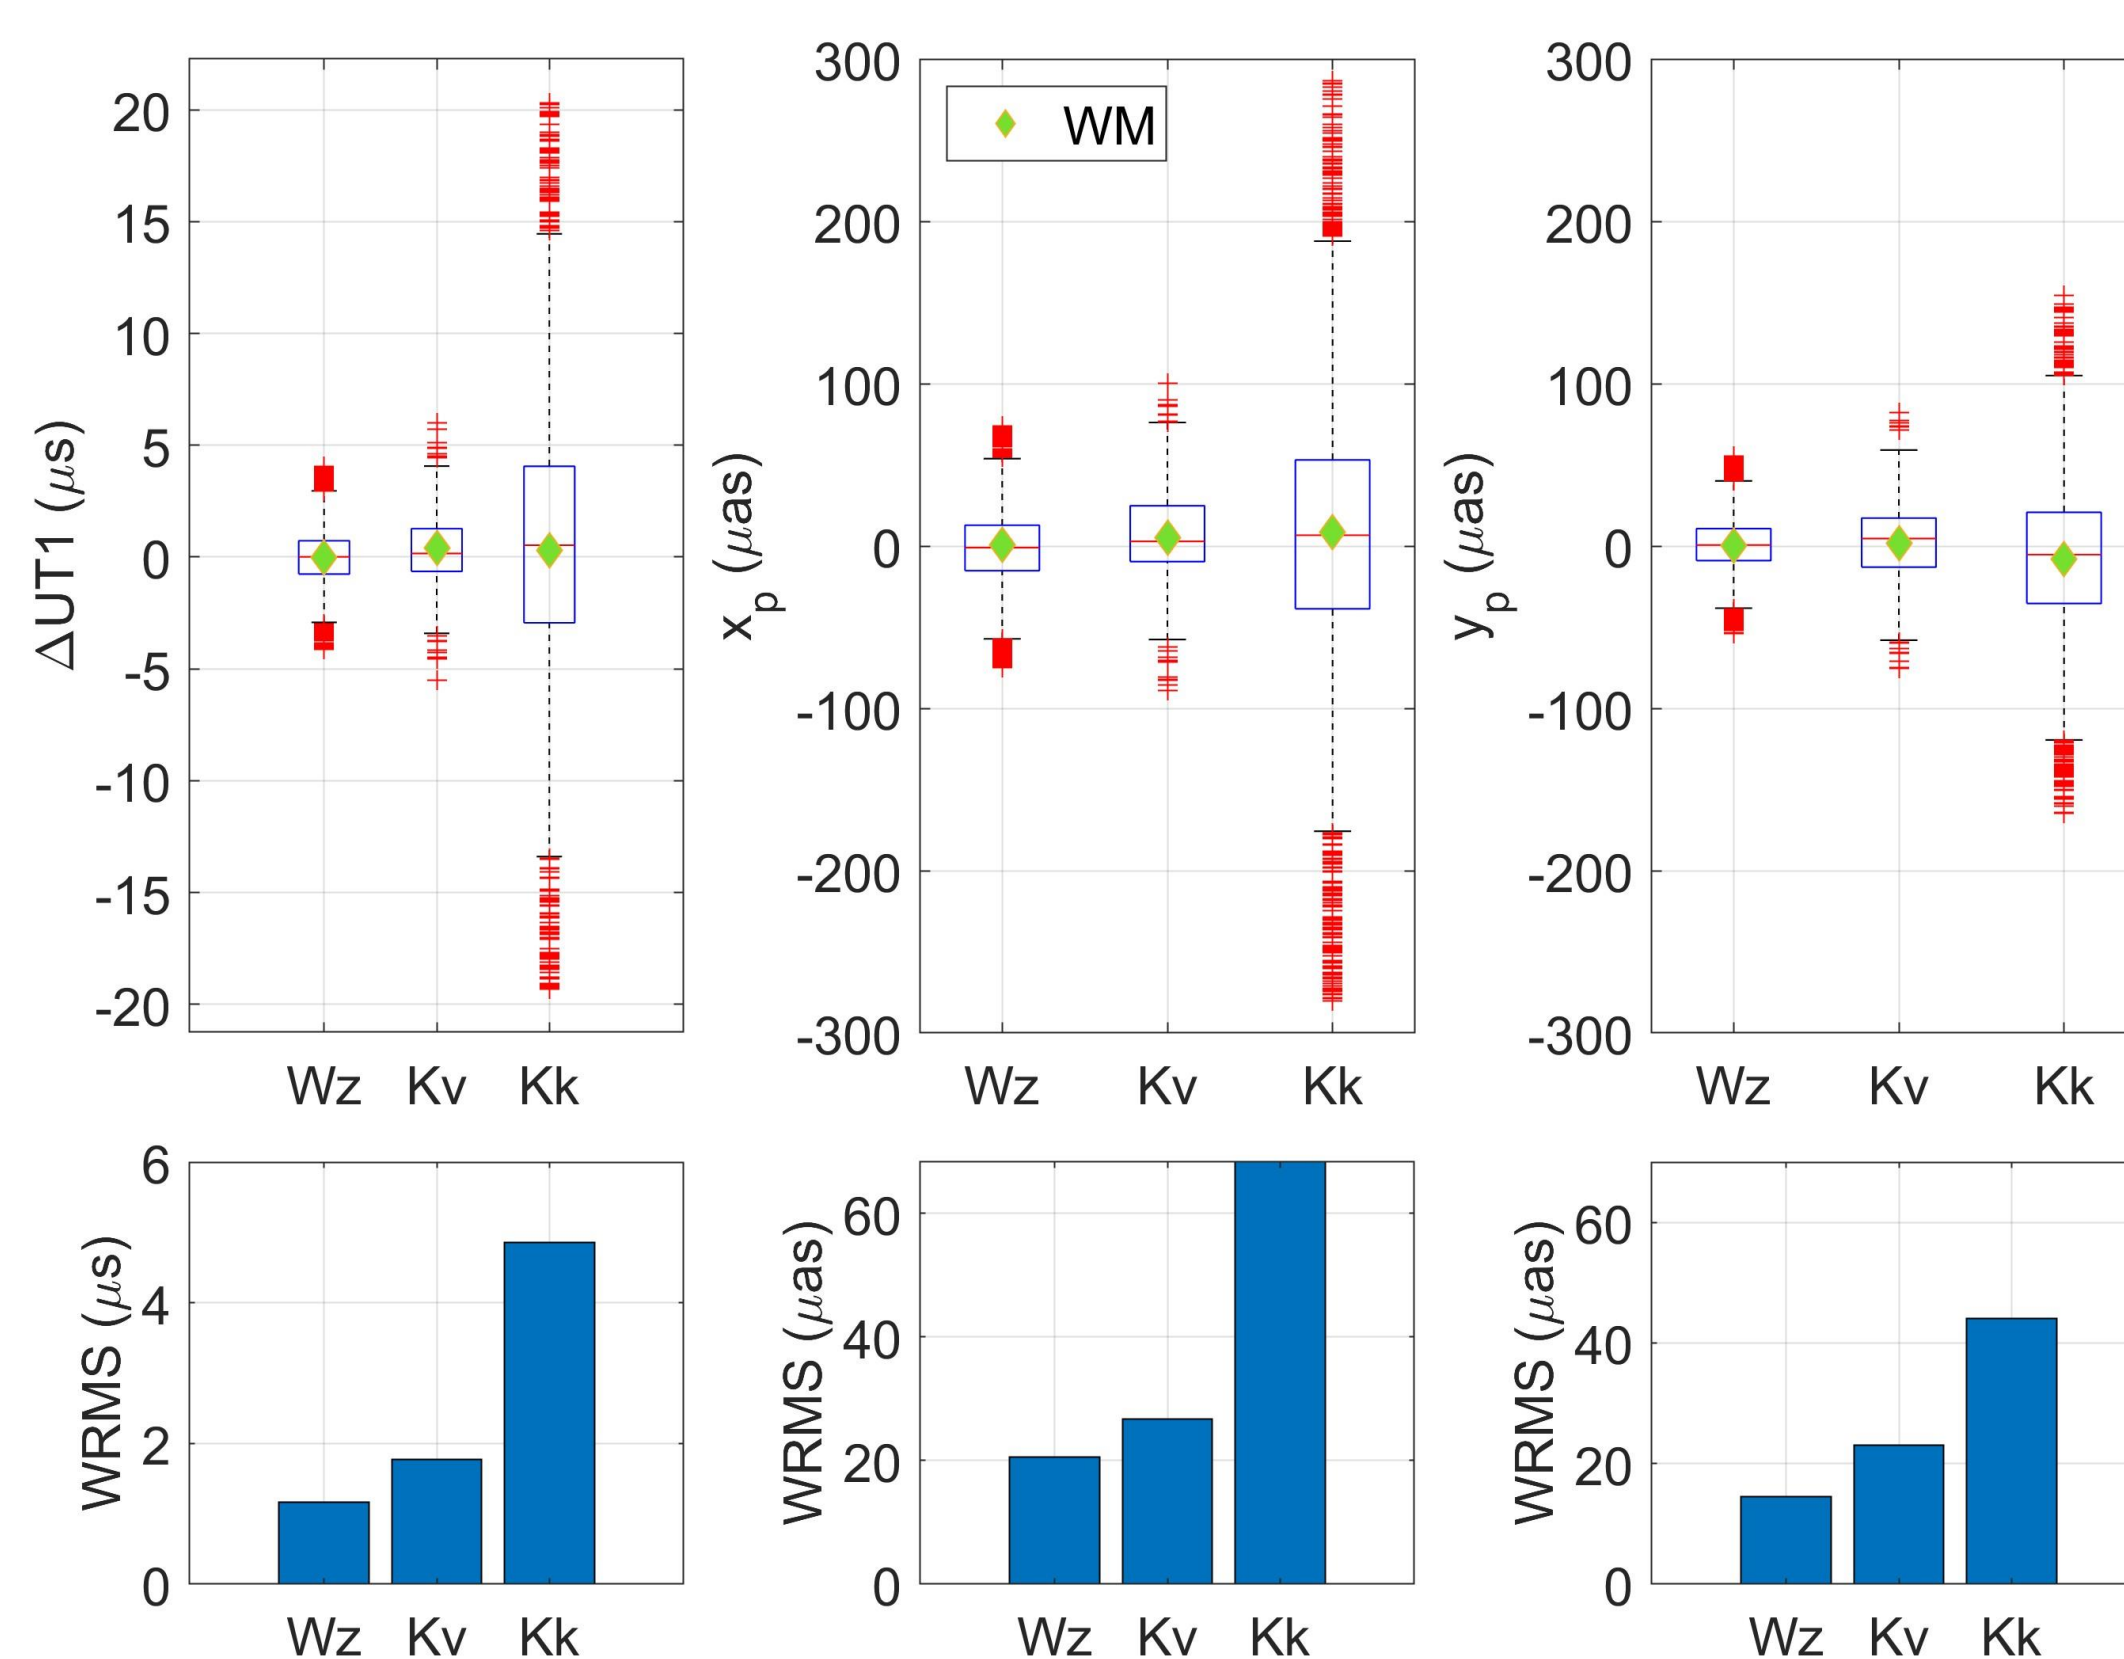 ΔUT1 (μs)
20
15
10
5
0
-5
-10
-15
-20
Wz Kv Kk
x_p (μas)
300
200
100
0
-100
-200
-300
WM
Wz Kv Kk
y_p (μas)
300
200
100
0
-100
-200
-300
Wz Kv Kk
WRMS (μs)
6
4
2
0
Wz Kv Kk
WRMS (μas)
60
40
20
0
Wz Kv Kk
WRMS (μas)
60
40
20
0
Wz Kv Kk